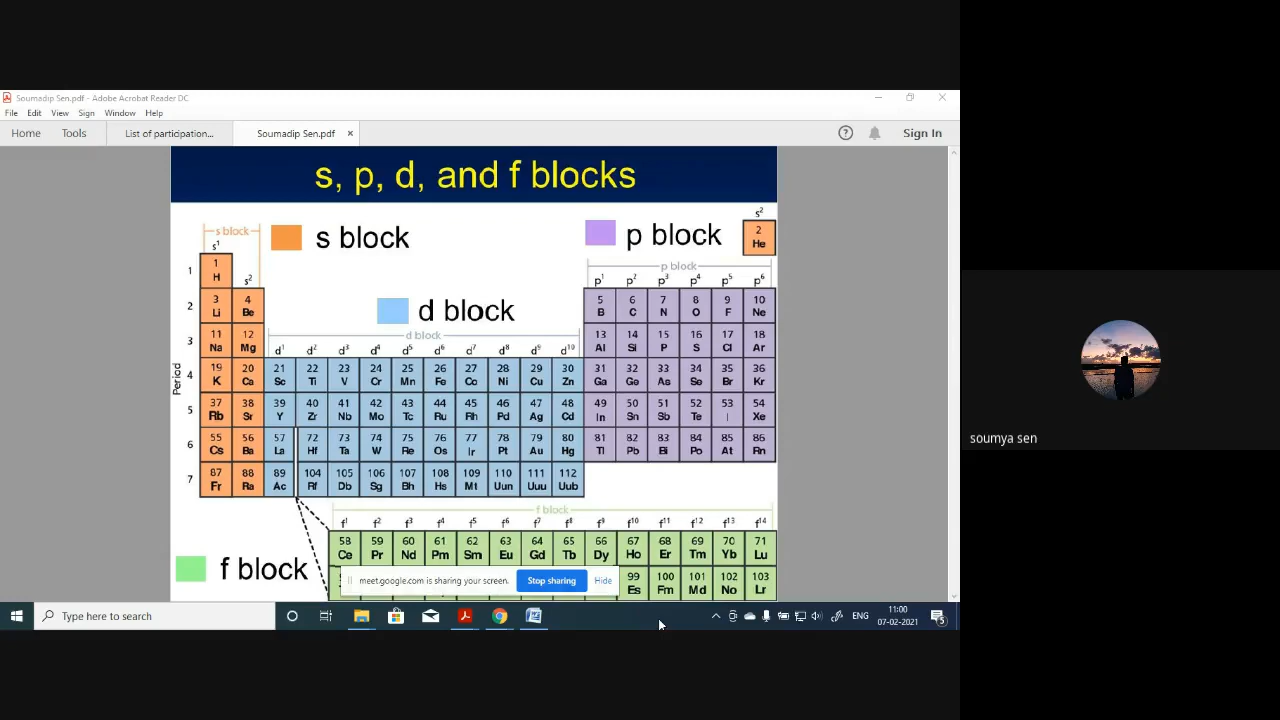 Soumadip Sen.pdf - Adobe Acrobat Reader DC
File Edit View Sign Window Help
Home Tools List of participation... Soumadip Sen.pdf × Sign In
s, p, d, and f blocks
s block s block p block s²
2
He
s¹ p block
1
H
1 s² p¹ p² p³ p⁴ p⁵ p⁶
3 4 5 6 7 8 9 10
2 Li Be d block B C N O F Ne
11 12 d block 13 14 15 16 17 18
3 Na Mg d¹ d² d³ d⁴ d⁵ d⁶ d⁷ d⁸ d⁹ d¹⁰ Al Si P S Cl Ar
Period
19 20 21 22 23 24 25 26 27 28 29 30 31 32 33 34 35 36
4 K Ca Sc Ti V Cr Mn Fe Co Ni Cu Zn Ga Ge As Se Br Kr
37 38 39 40 41 42 43 44 45 46 47 48 49 50 51 52 53 54
5 Rb Sr Y Zr Nb Mo Tc Ru Rh Pd Ag Cd In Sn Sb Te I Xe
55 56 57 72 73 74 75 76 77 78 79 80 81 82 83 84 85 86
6 Cs Ba La Hf Ta W Re Os Ir Pt Au Hg Tl Pb Bi Po At Rn
87 88 89 104 105 106 107 108 109 110 111 112
7 Fr Ra Ac Rf Db Sg Bh Hs Mt Uun Uuu Uub
f block
f¹ f² f³ f⁴ f⁵ f⁶ f⁷ f⁸ f⁹ f¹⁰ f¹¹ f¹² f¹³ f¹⁴
58 59 60 61 62 63 64 65 66 67 68 69 70 71
Ce Pr Nd Pm Sm Eu Gd Tb Dy Ho Er Tm Yb Lu
f block
99 100 101 102 103
Es Fm Md No Lr
meet.google.com is sharing your screen. Stop sharing Hide
Type here to search
ENG 11:00
07-02-2021 5
soumya sen